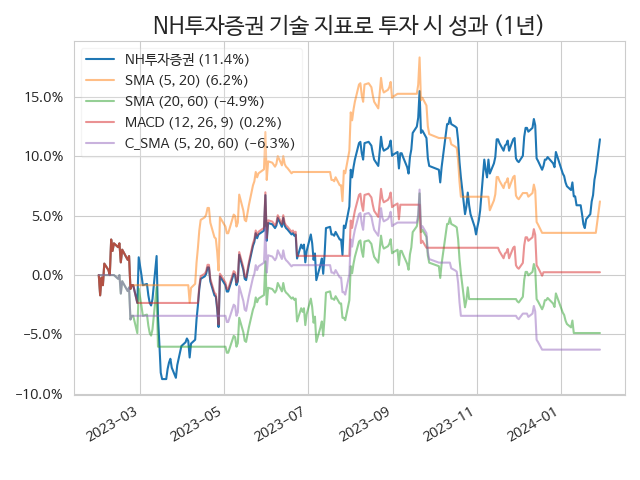 NH투자증권 기술 지표로 투자 시 성과 (1년)
NH투자증권 (11.4%)
SMA (5, 20) (6.2%)
SMA (20, 60) (−4.9%)
MACD (12, 26, 9) (0.2%)
C_SMA (5, 20, 60) (−6.3%)
15.0%
10.0%
5.0%
0.0%
−5.0%
−10.0%
2023-03
2023-05
2023-07
2023-09
2023-11
2024-01